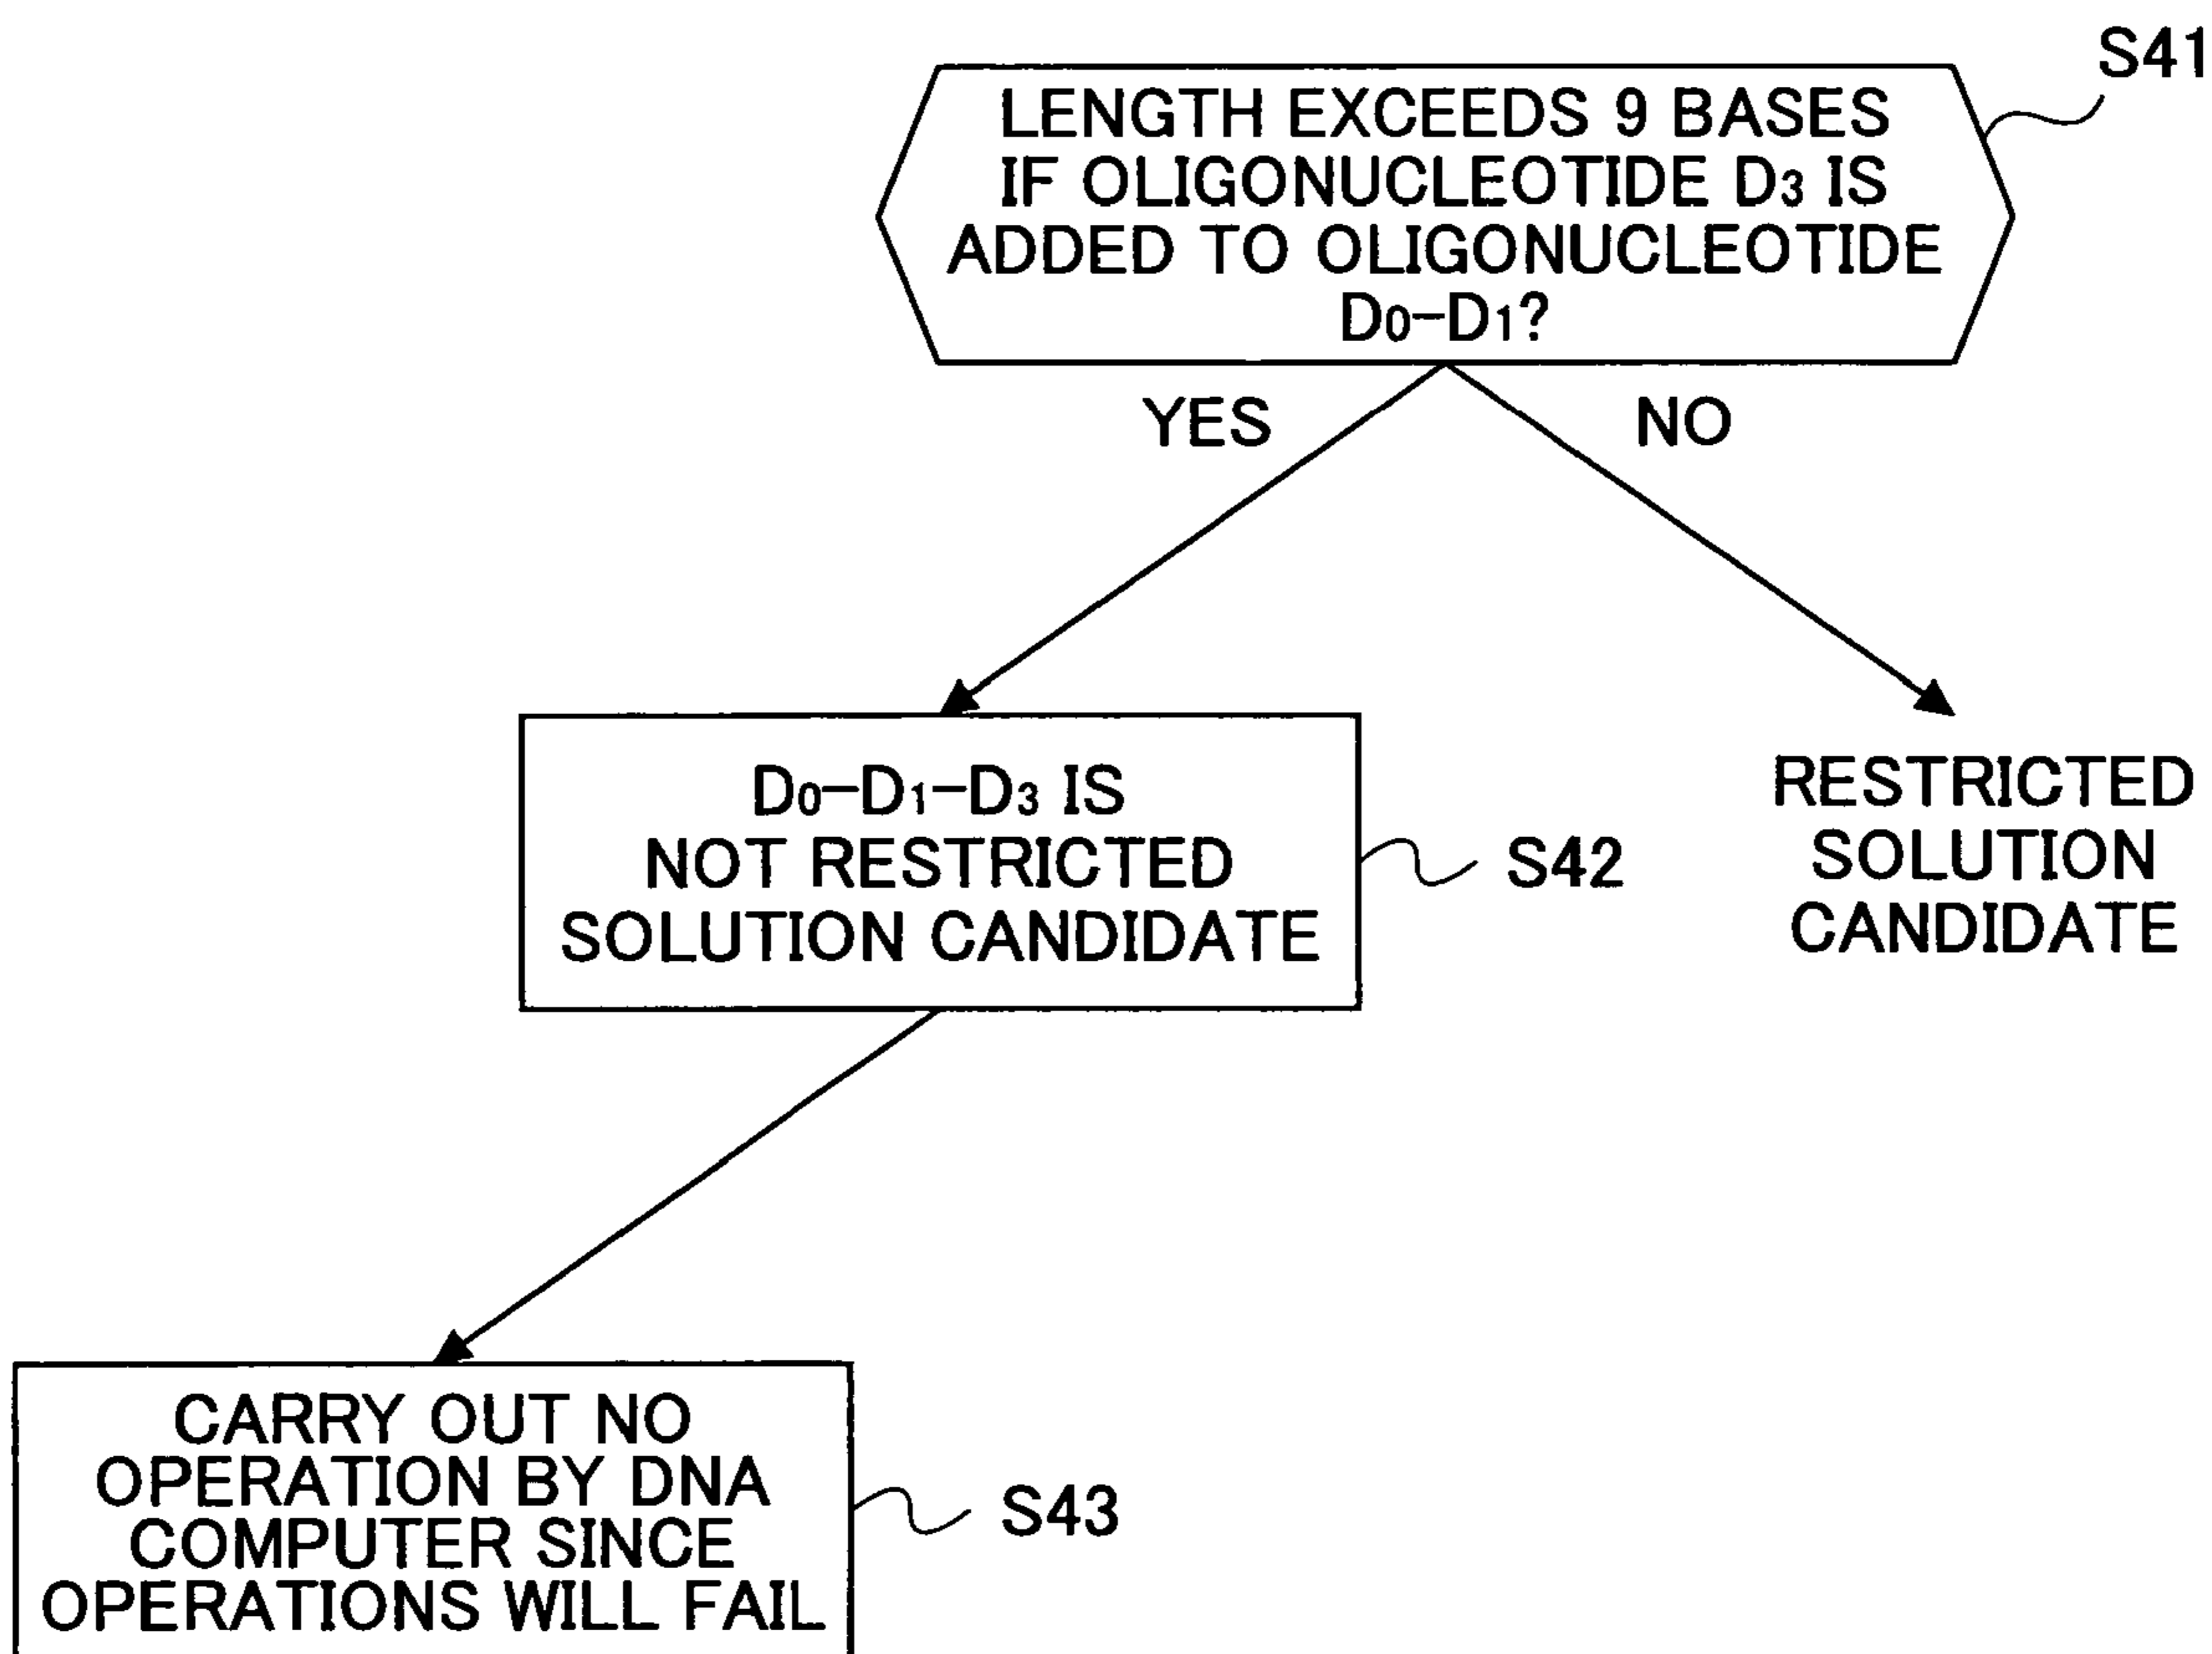 S41
LENGTH EXCEEDS 9 BASES
IF OLIGONUCLEOTIDE D3 IS
ADDED TO OLIGONUCLEOTIDE
D0-D1?
YES
NO
D0-D1-D3 IS
NOT RESTRICTED
SOLUTION CANDIDATE
S42
RESTRICTED
SOLUTION
CANDIDATE
CARRY OUT NO
OPERATION BY DNA
COMPUTER SINCE
OPERATIONS WILL FAIL
S43